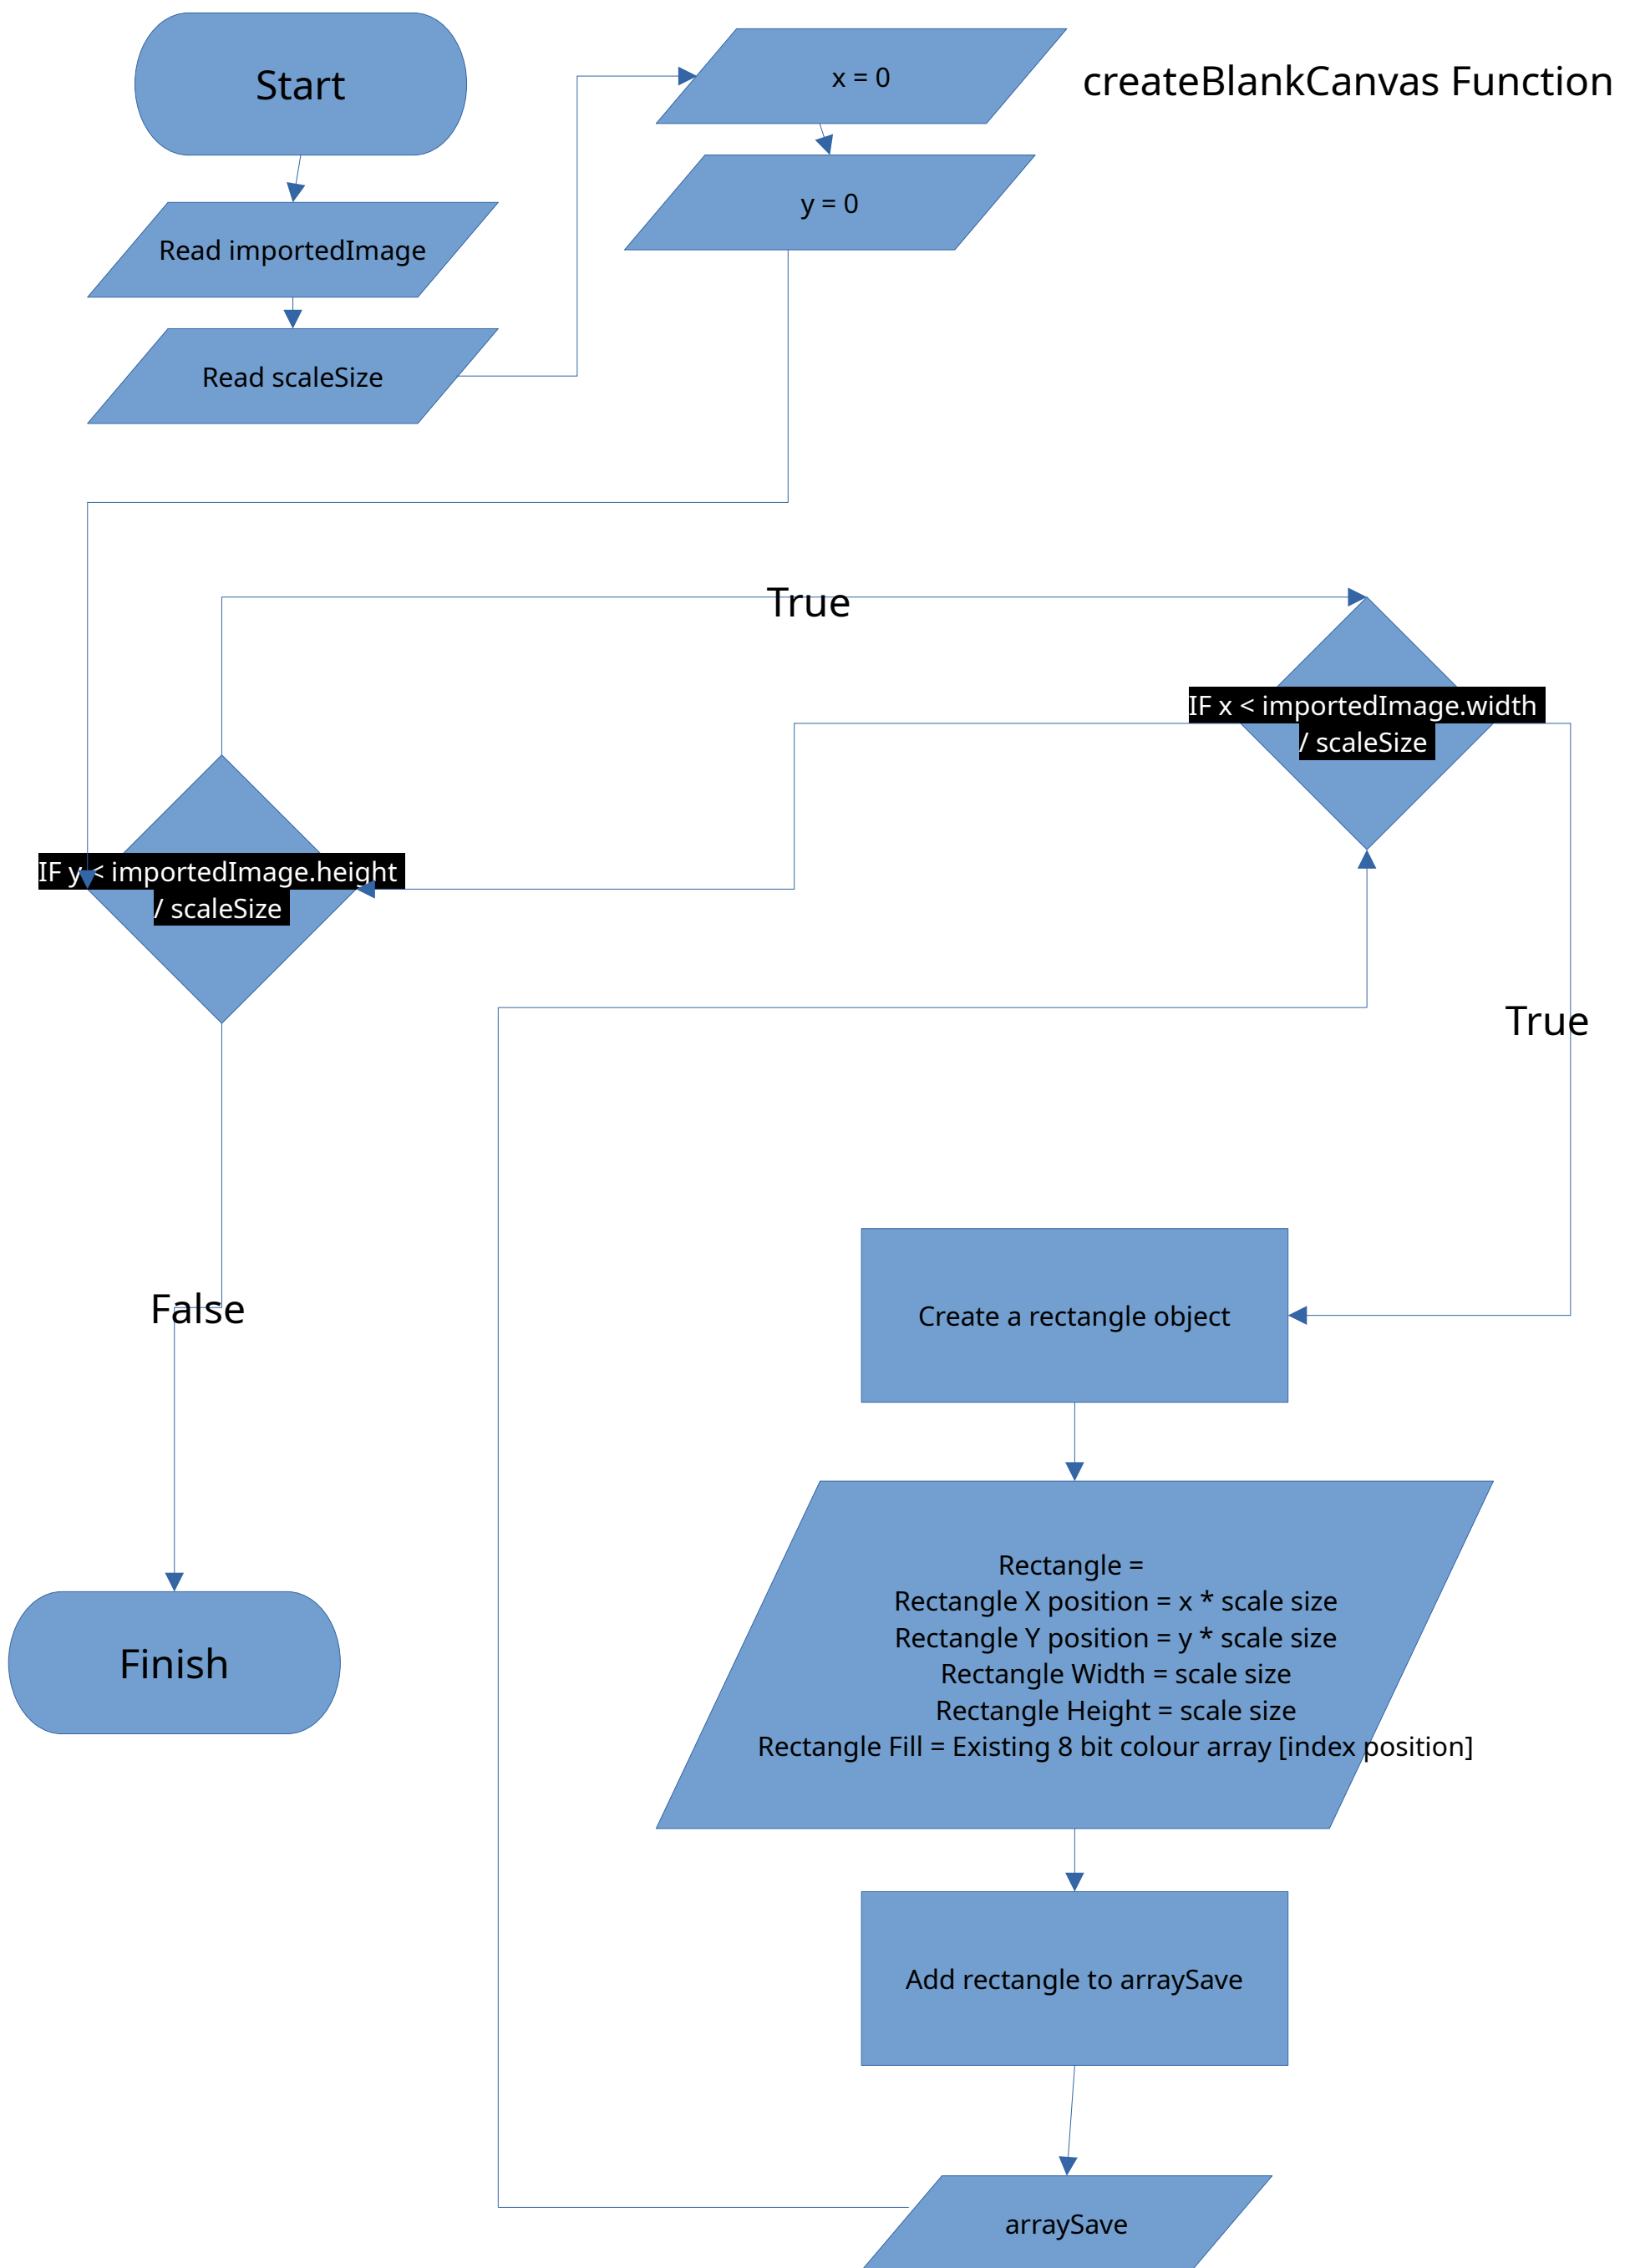 Start
x = 0
createBlankCanvas Function
y = 0
Read importedImage
Read scaleSize
True
IF x < importedImage.width
/ scaleSize
IF y < importedImage.height
/ scaleSize
True
False
Create a rectangle object
Rectangle =
Rectangle X position = x * scale size
Rectangle Y position = y * scale size
Rectangle Width = scale size
Rectangle Height = scale size
Rectangle Fill = Existing 8 bit colour array [index position]
Finish
Add rectangle to arraySave
arraySave